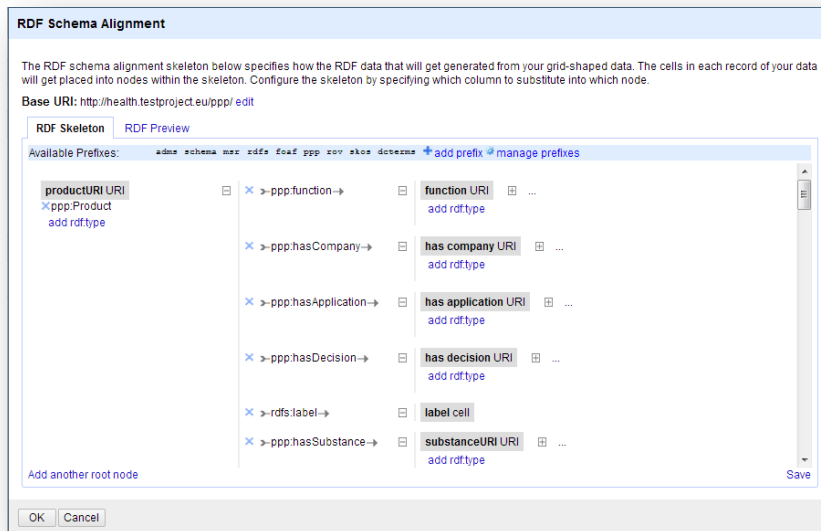 RDF Schema Alignment
The RDF schema alignment skeleton below specifies how the RDF data that will get generated from your grid-shaped data. The cells in each record of your data
will get placed into nodes within the skeleton. Configure the skeleton by specifying which column to substitute into which node.
Base URI: http://health.testproject.eu/ppp/ edit
RDF Skeleton RDF Preview
Available Prefixes: adms schema msr rdfs foaf ppp rov skos dcterms add prefix manage prefixes
productURI URI ppp:function function URI ...
ppp:Product add rdf:type
add rdf:type
ppp:hasCompany has company URI ...
add rdf:type
ppp:hasApplication has application URI ...
add rdf:type
ppp:hasDecision has decision URI ...
add rdf:type
rdfs:label label cell
ppp:hasSubstance substanceURI URI ...
add rdf:type
Add another root node Save
OK Cancel